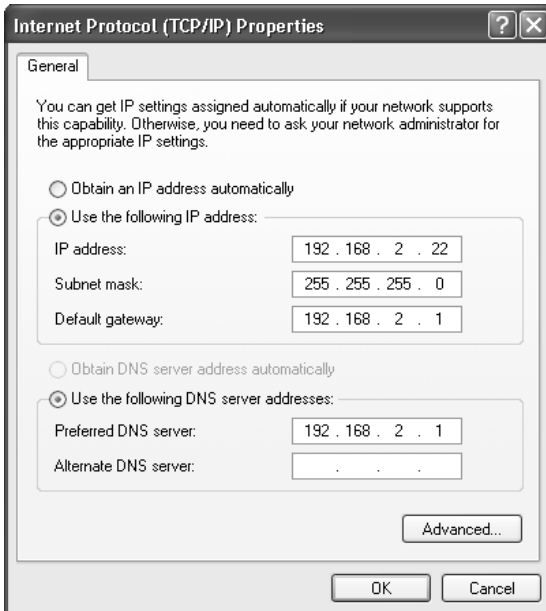 Internet Protocol (TCP/IP) Properties
General
You can get IP settings assigned automatically if your network supports
this capability. Otherwise, you need to ask your network administrator for
the appropriate IP settings.
Obtain an IP address automatically
Use the following IP address:
IP address: 192 . 168 . 2 . 22
Subnet mask: 255 . 255 . 255 . 0
Default gateway: 192 . 168 . 2 . 1
Obtain DNS server address automatically
Use the following DNS server addresses:
Preferred DNS server: 192 . 168 . 2 . 1
Alternate DNS server: . . .
Advanced...
OK Cancel